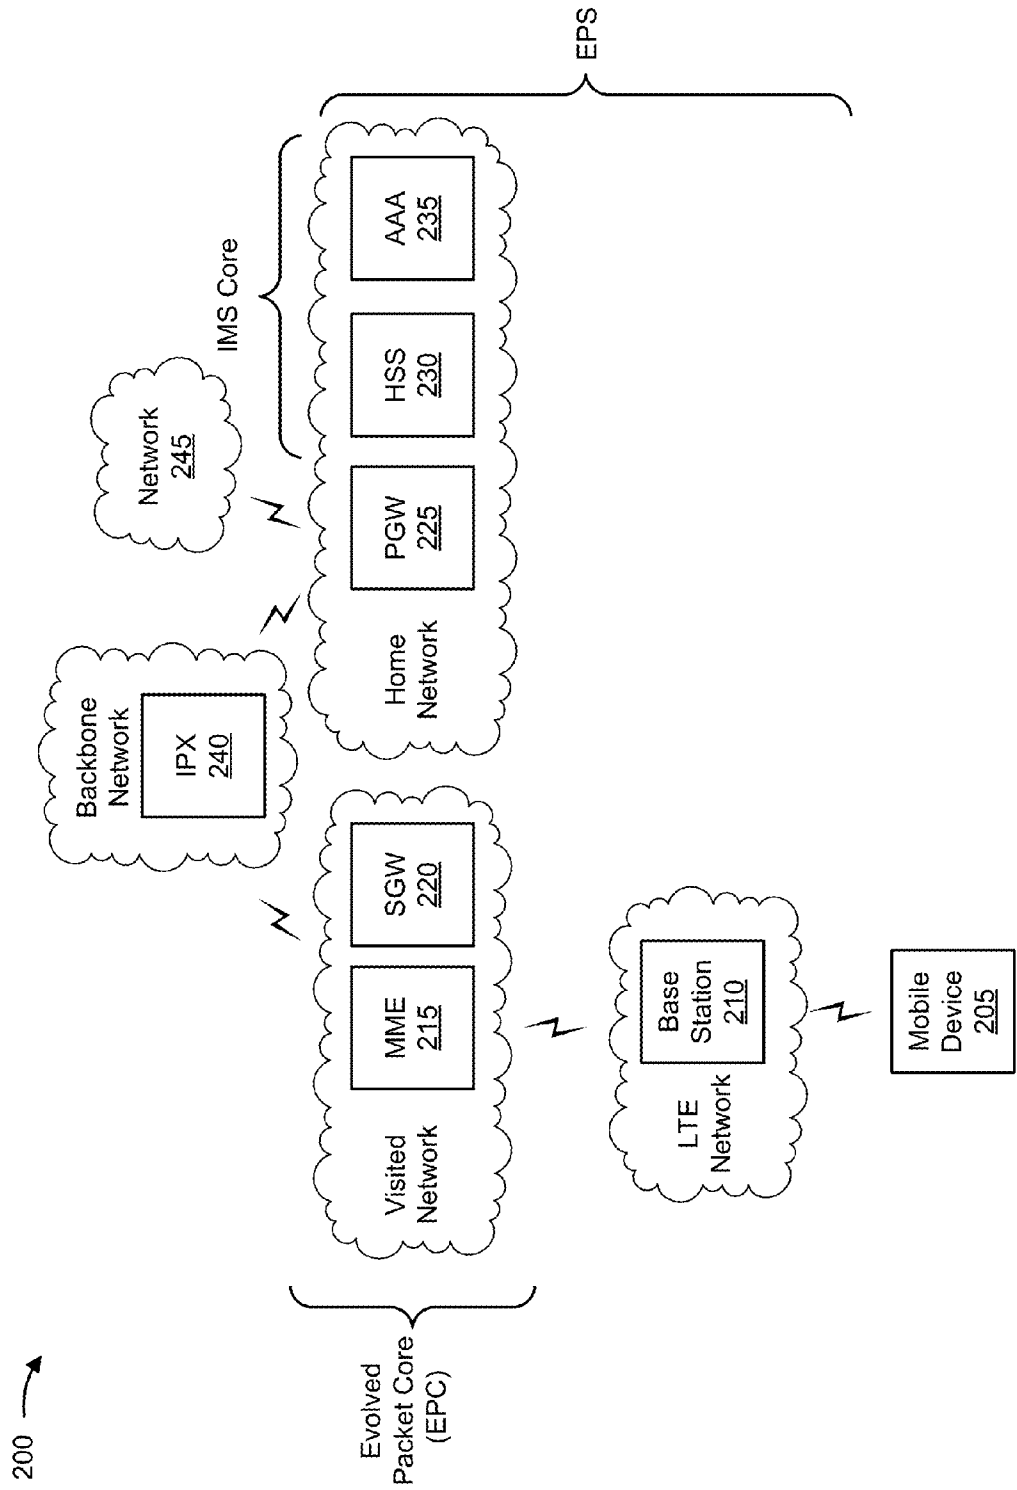 200
Backbone
Network
IPX
240
Network
245
IMS Core
Evolved
Packet Core
(EPC)
Visited
Network
MME
215
SGW
220
Home
Network
PGW
225
HSS
230
AAA
235
EPS
LTE
Network
Base
Station
210
Mobile
Device
205